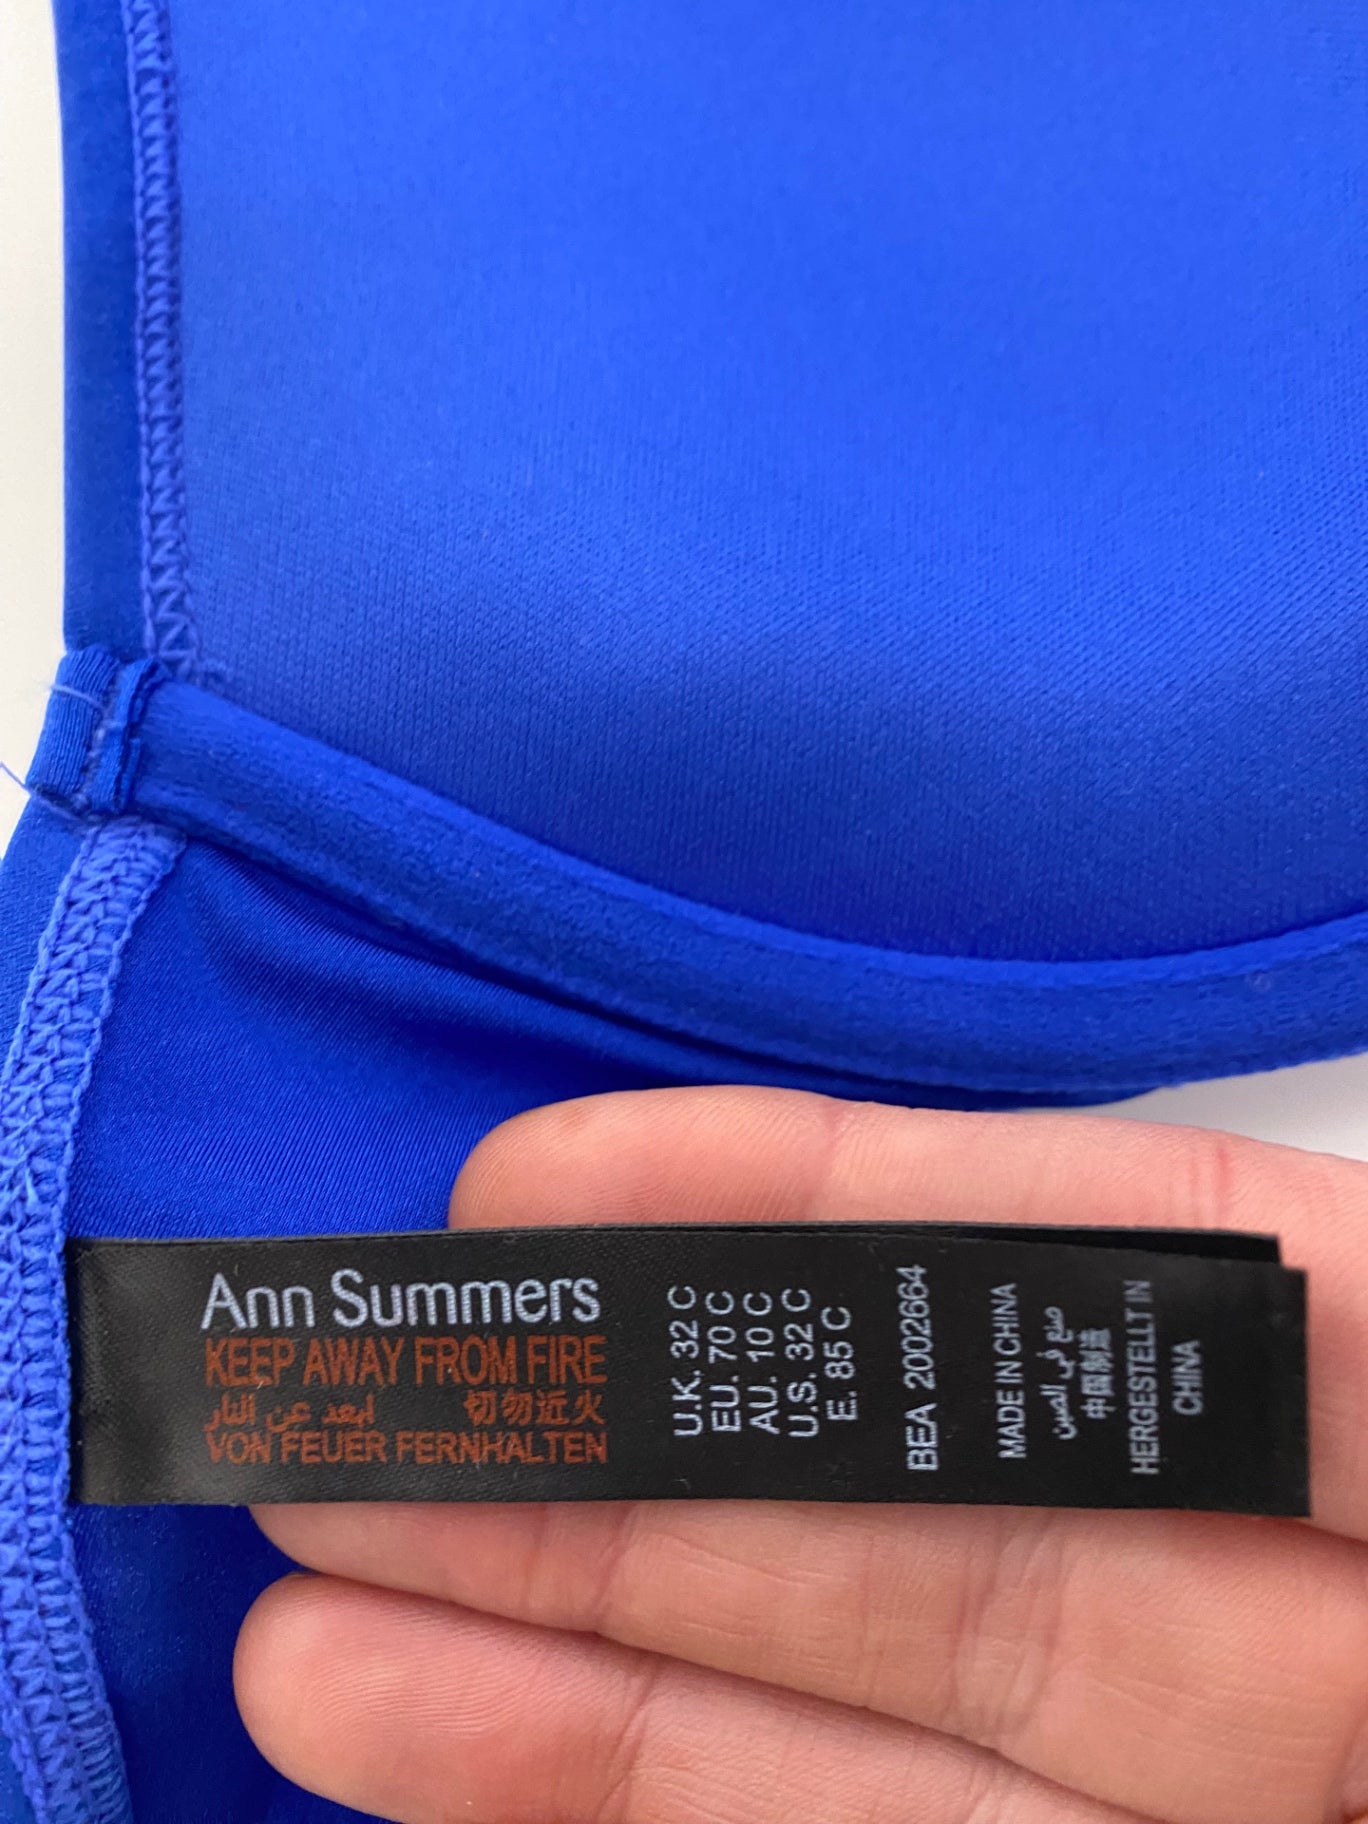 Ann Summers
KEEP AWAY FROM FIRE
ابعد عن النار 切勿近火
VON FEUER FERNHALTEN
U.K. 32 C
EU. 70 C
AU. 10 C
U.S. 32 C
E. 85 C
BEA 2002664
MADE IN CHINA
صنع في الصين
中国制造
HERGESTELLT IN
CHINA